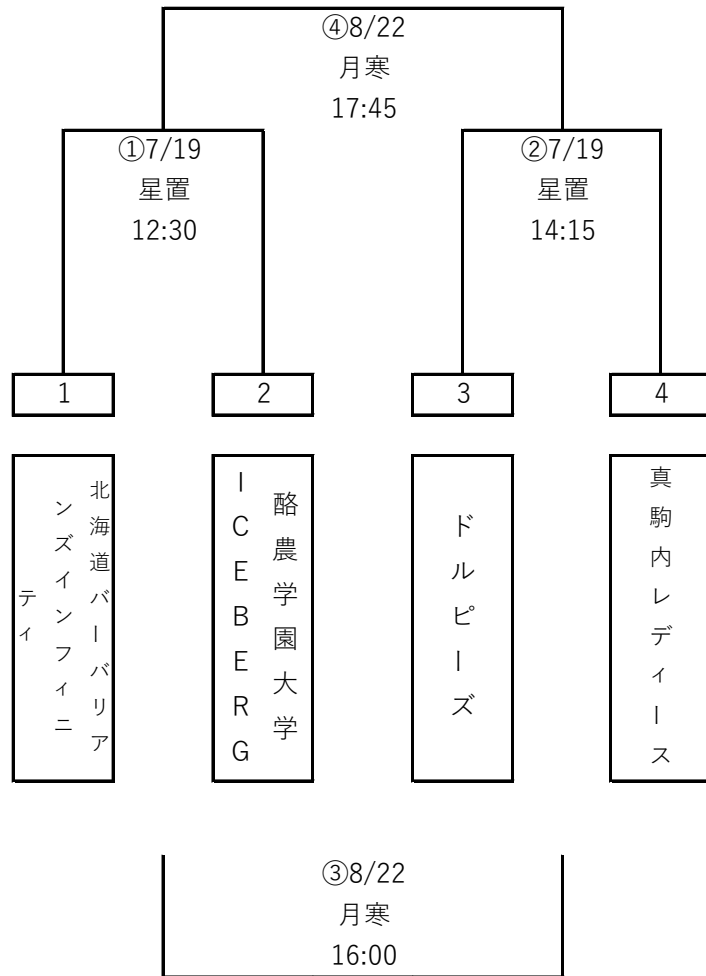 ④8/22
月寒
17:45
①7/19
星置
12:30
②7/19
星置
14:15
1
2
3
4
北海道バーバリア
ンズインフィニ
ティ
酪農学園大学
ICEBERG
ドルピーズ
真駒内レディース
③8/22
月寒
16:00